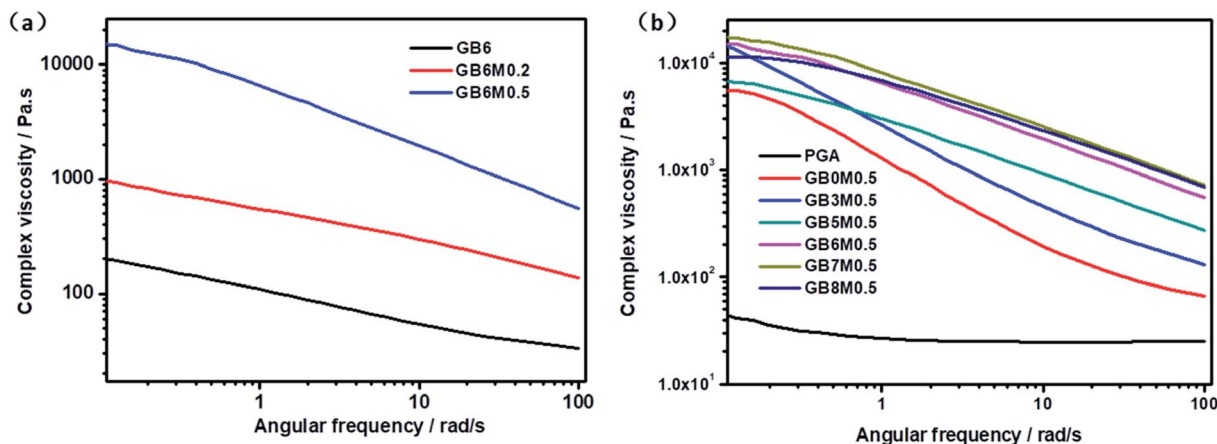 (a)
Complex viscosity / Pa.s
10000
1000
100
GB6
GB6M0.2
GB6M0.5
1
10
100
Angular frequency / rad/s
(b)
Complex viscosity / Pa.s
1.0x10⁴
1.0x10³
1.0x10²
1.0x10¹
PGA
GB0M0.5
GB3M0.5
GB5M0.5
GB6M0.5
GB7M0.5
GB8M0.5
1
10
100
Angular frequency / rad/s